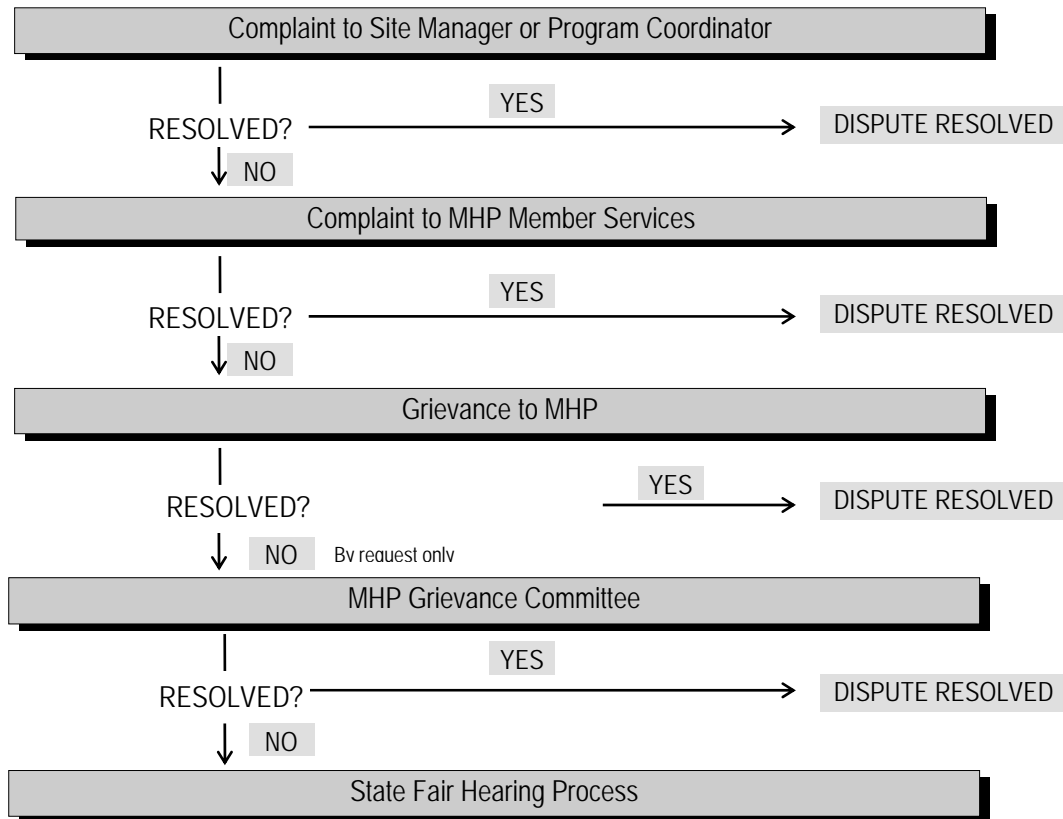 Complaint to Site Manager or Program Coordinator
YES
RESOLVED?
DISPUTE RESOLVED
NO
Complaint to MHP Member Services
YES
RESOLVED?
DISPUTE RESOLVED
NO
Grievance to MHP
YES
RESOLVED?
DISPUTE RESOLVED
NO By request only
MHP Grievance Committee
YES
RESOLVED?
DISPUTE RESOLVED
NO
State Fair Hearing Process